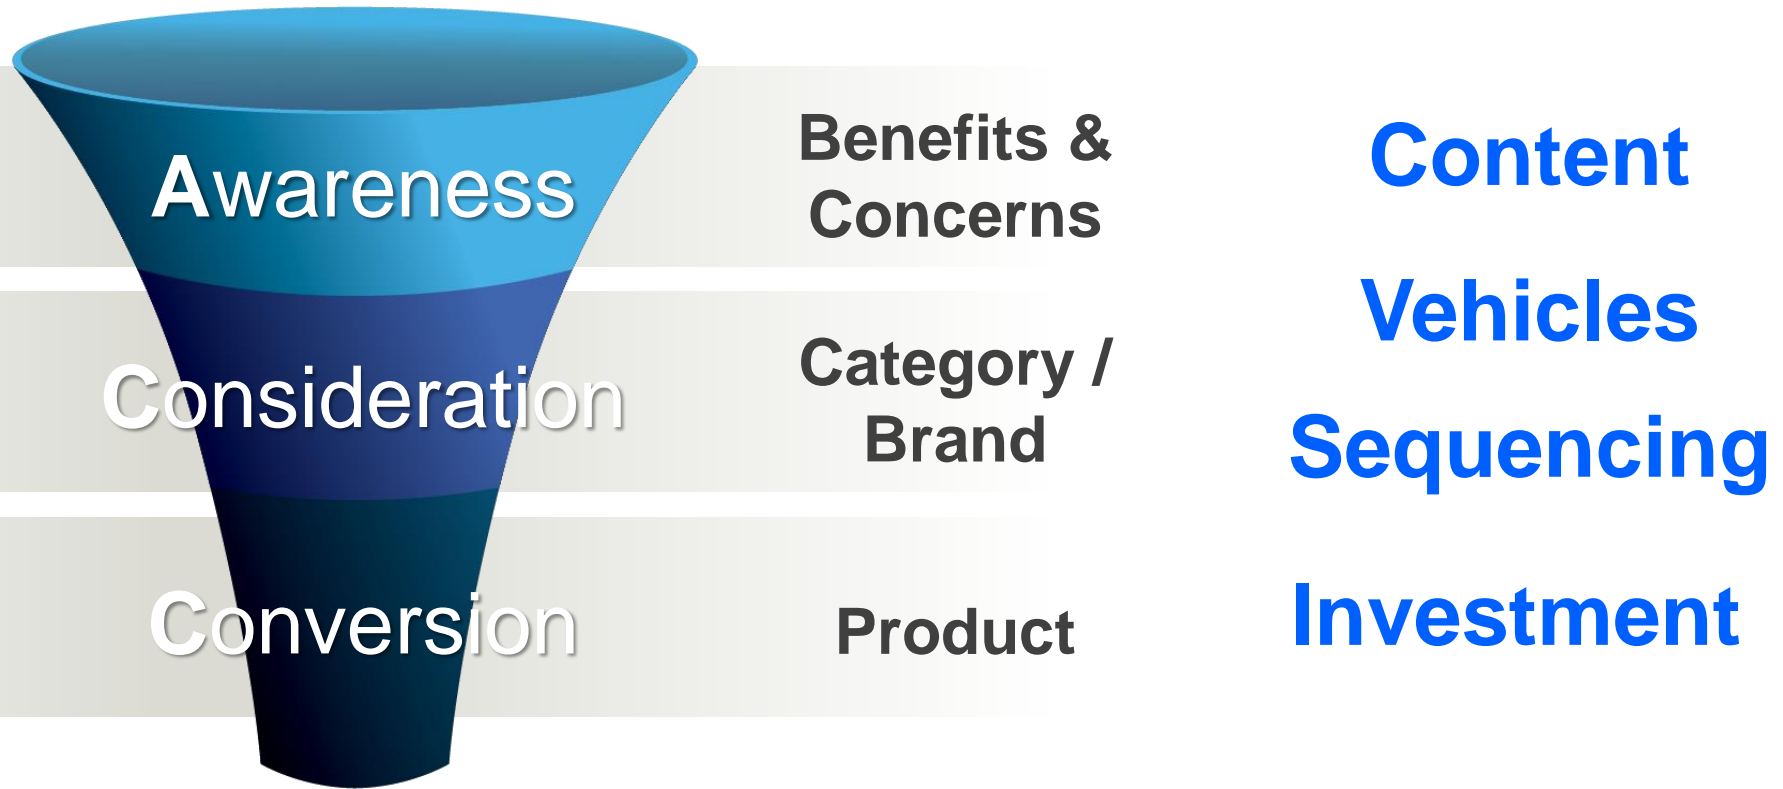 Awareness
Benefits &
Concerns
Consideration
Category /
Brand
Conversion
Product
Content
Vehicles
Sequencing
Investment